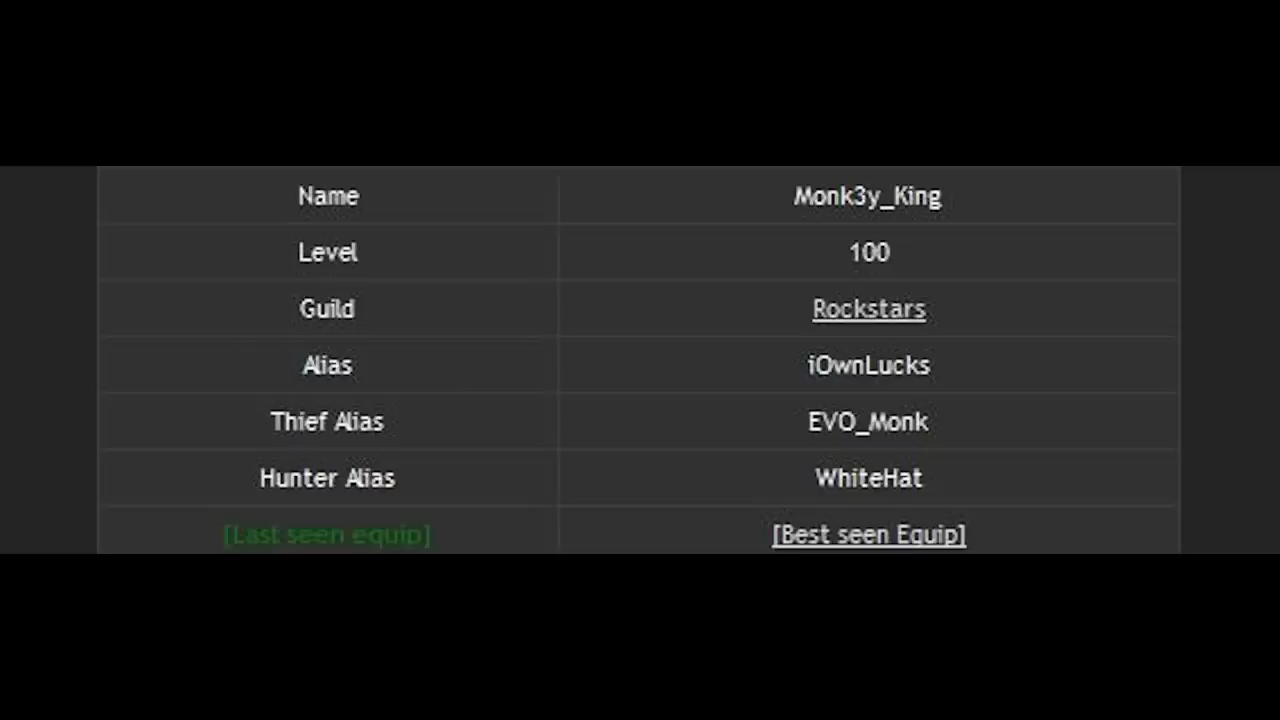 Name Monk3y_King
Level 100
Guild Rockstars
Alias iOwnLucks
Thief Alias EVO_Monk
Hunter Alias WhiteHat
[Last seen equip] [Best seen Equip]